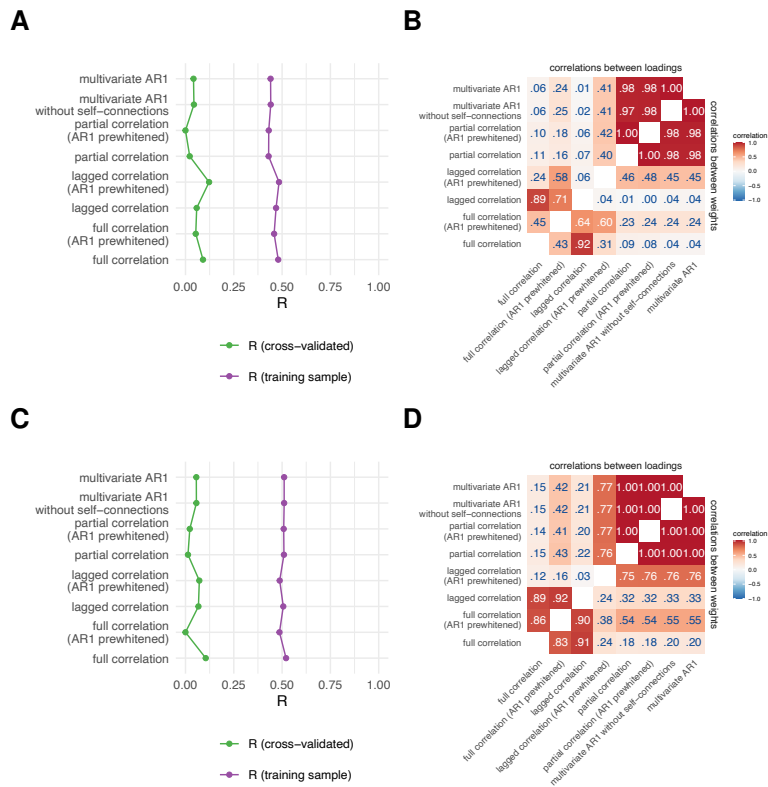 A
multivariate AR1
multivariate AR1
without self−connections
partial correlation
(AR1 prewhitened)
partial correlation
lagged correlation
(AR1 prewhitened)
lagged correlation
full correlation
(AR1 prewhitened)
full correlation
0.00 0.25 0.50 0.75 1.00
R
R (cross−validated)
R (training sample)
B
correlations between loadings
multivariate AR1 .06 .24 .01 .41 .98 .98 1.00
multivariate AR1
without self−connections .06 .25 .02 .41 .97 .98 1.00
partial correlation
(AR1 prewhitened) .10 .18 .06 .42 1.00 .98 .98
partial correlation .11 .16 .07 .40 1.00 .98 .98
lagged correlation
(AR1 prewhitened) .24 .58 .06 .46 .48 .45 .45
lagged correlation .89 .71 .04 .01 .00 .04 .04
full correlation
(AR1 prewhitened) .45 .64 .60 .23 .24 .24 .24
full correlation .43 .92 .31 .09 .08 .04 .04
full correlation
full correlation (AR1 prewhitened)
lagged correlation
lagged correlation (AR1 prewhitened)
partial correlation
partial correlation (AR1 prewhitened)
multivariate AR1 without self−connections
multivariate AR1
correlations between weights
correlation
1.0
0.5
0.0
−0.5
−1.0
C
multivariate AR1
multivariate AR1
without self−connections
partial correlation
(AR1 prewhitened)
partial correlation
lagged correlation
(AR1 prewhitened)
lagged correlation
full correlation
(AR1 prewhitened)
full correlation
0.00 0.25 0.50 0.75 1.00
R
R (cross−validated)
R (training sample)
D
correlations between loadings
multivariate AR1 .15 .42 .21 .77 1.00 1.00 1.00
multivariate AR1
without self−connections .15 .42 .21 .77 1.00 1.00 1.00
partial correlation
(AR1 prewhitened) .14 .41 .20 .77 1.00 1.00 1.00
partial correlation .15 .43 .22 .76 1.00 1.00 1.00
lagged correlation
(AR1 prewhitened) .12 .16 .03 .75 .76 .76 .76
lagged correlation .89 .92 .24 .32 .32 .33 .33
full correlation
(AR1 prewhitened) .86 .90 .38 .54 .54 .55 .55
full correlation .83 .91 .24 .18 .18 .20 .20
full correlation
full correlation (AR1 prewhitened)
lagged correlation
lagged correlation (AR1 prewhitened)
partial correlation
partial correlation (AR1 prewhitened)
multivariate AR1 without self−connections
multivariate AR1
correlations between weights
correlation
1.0
0.5
0.0
−0.5
−1.0